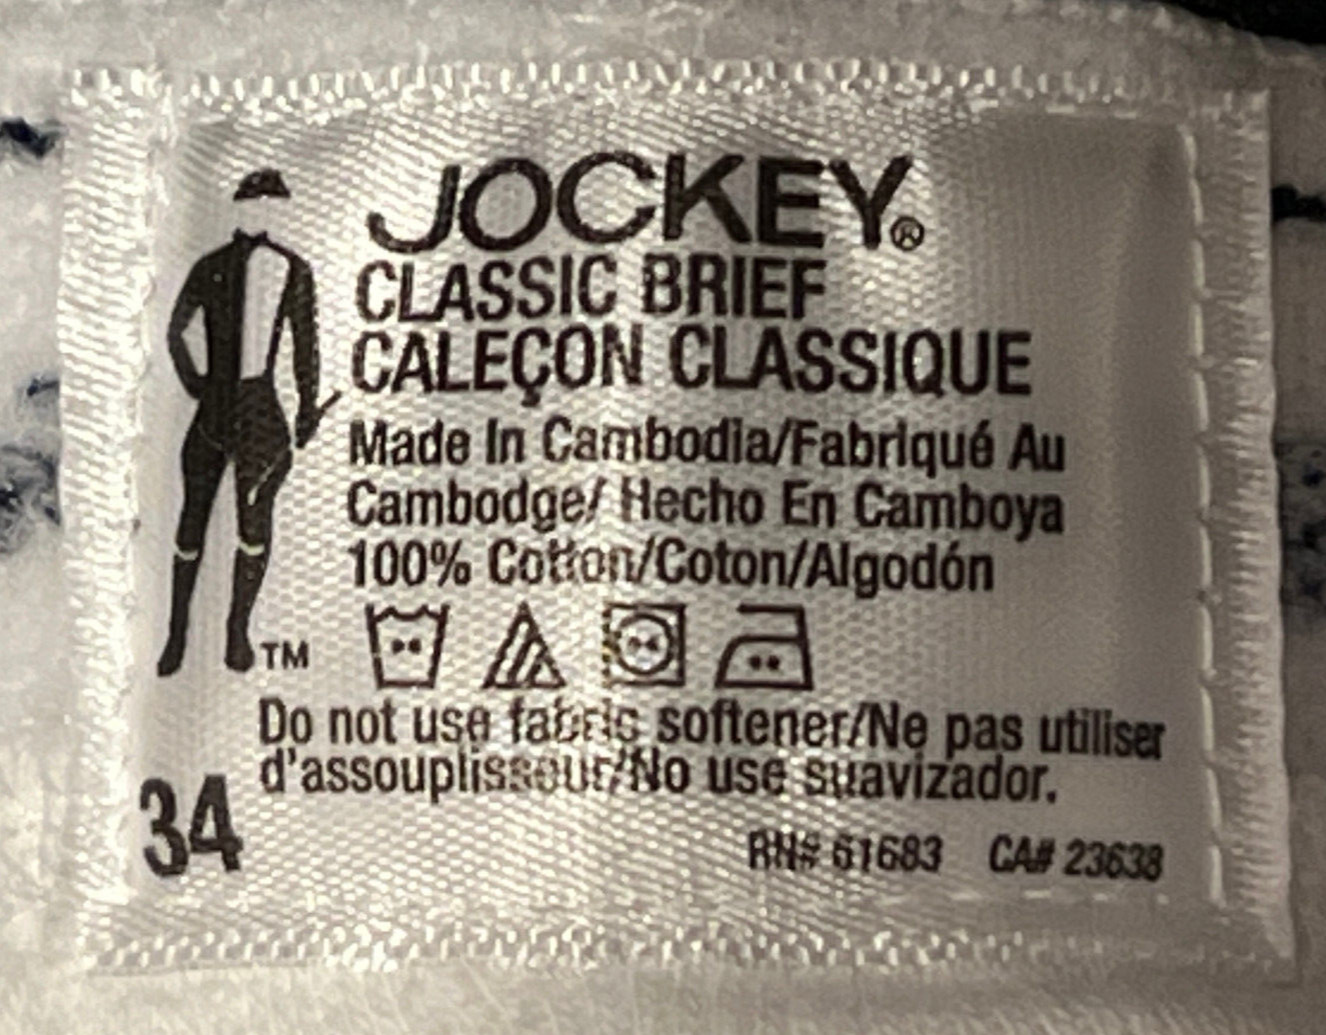 JOCKEY®
CLASSIC BRIEF
CALEÇON CLASSIQUE
Made In Cambodia/Fabriqué Au
Cambodge/ Hecho En Camboya
100% Cotton/Coton/Algodón
TM
Do not use fabric softener/Ne pas utiliser
d'assouplisseur/No use suavizador.
34
RN# 61683 CA# 23638